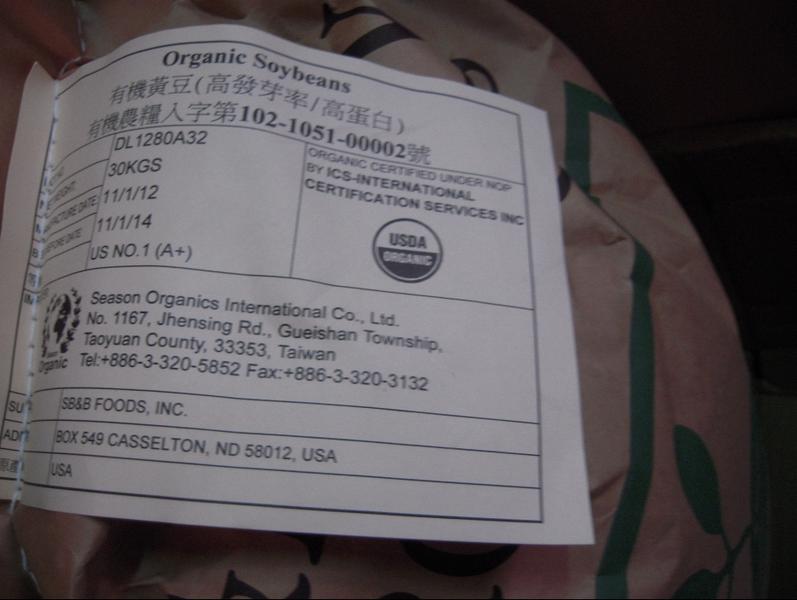 Organic Soybeans
有機黃豆(高發芽率/高蛋白)
有機農糧入字第102-1051-00002號
DL1280A32
30KGS
11/1/12
11/1/14
US NO.1 (A+)
ORGANIC CERTIFIED UNDER NOP
BY ICS-INTERNATIONAL
CERTIFICATION SERVICES INC
USDA
ORGANIC
Season Organics International Co., Ltd.
No. 1167, Jhensing Rd., Gueishan Township,
Taoyuan County, 33353, Taiwan
Tel:+886-3-320-5852 Fax:+886-3-320-3132
Organic
SB&B FOODS, INC.
BOX 549 CASSELTON, ND 58012, USA
USA